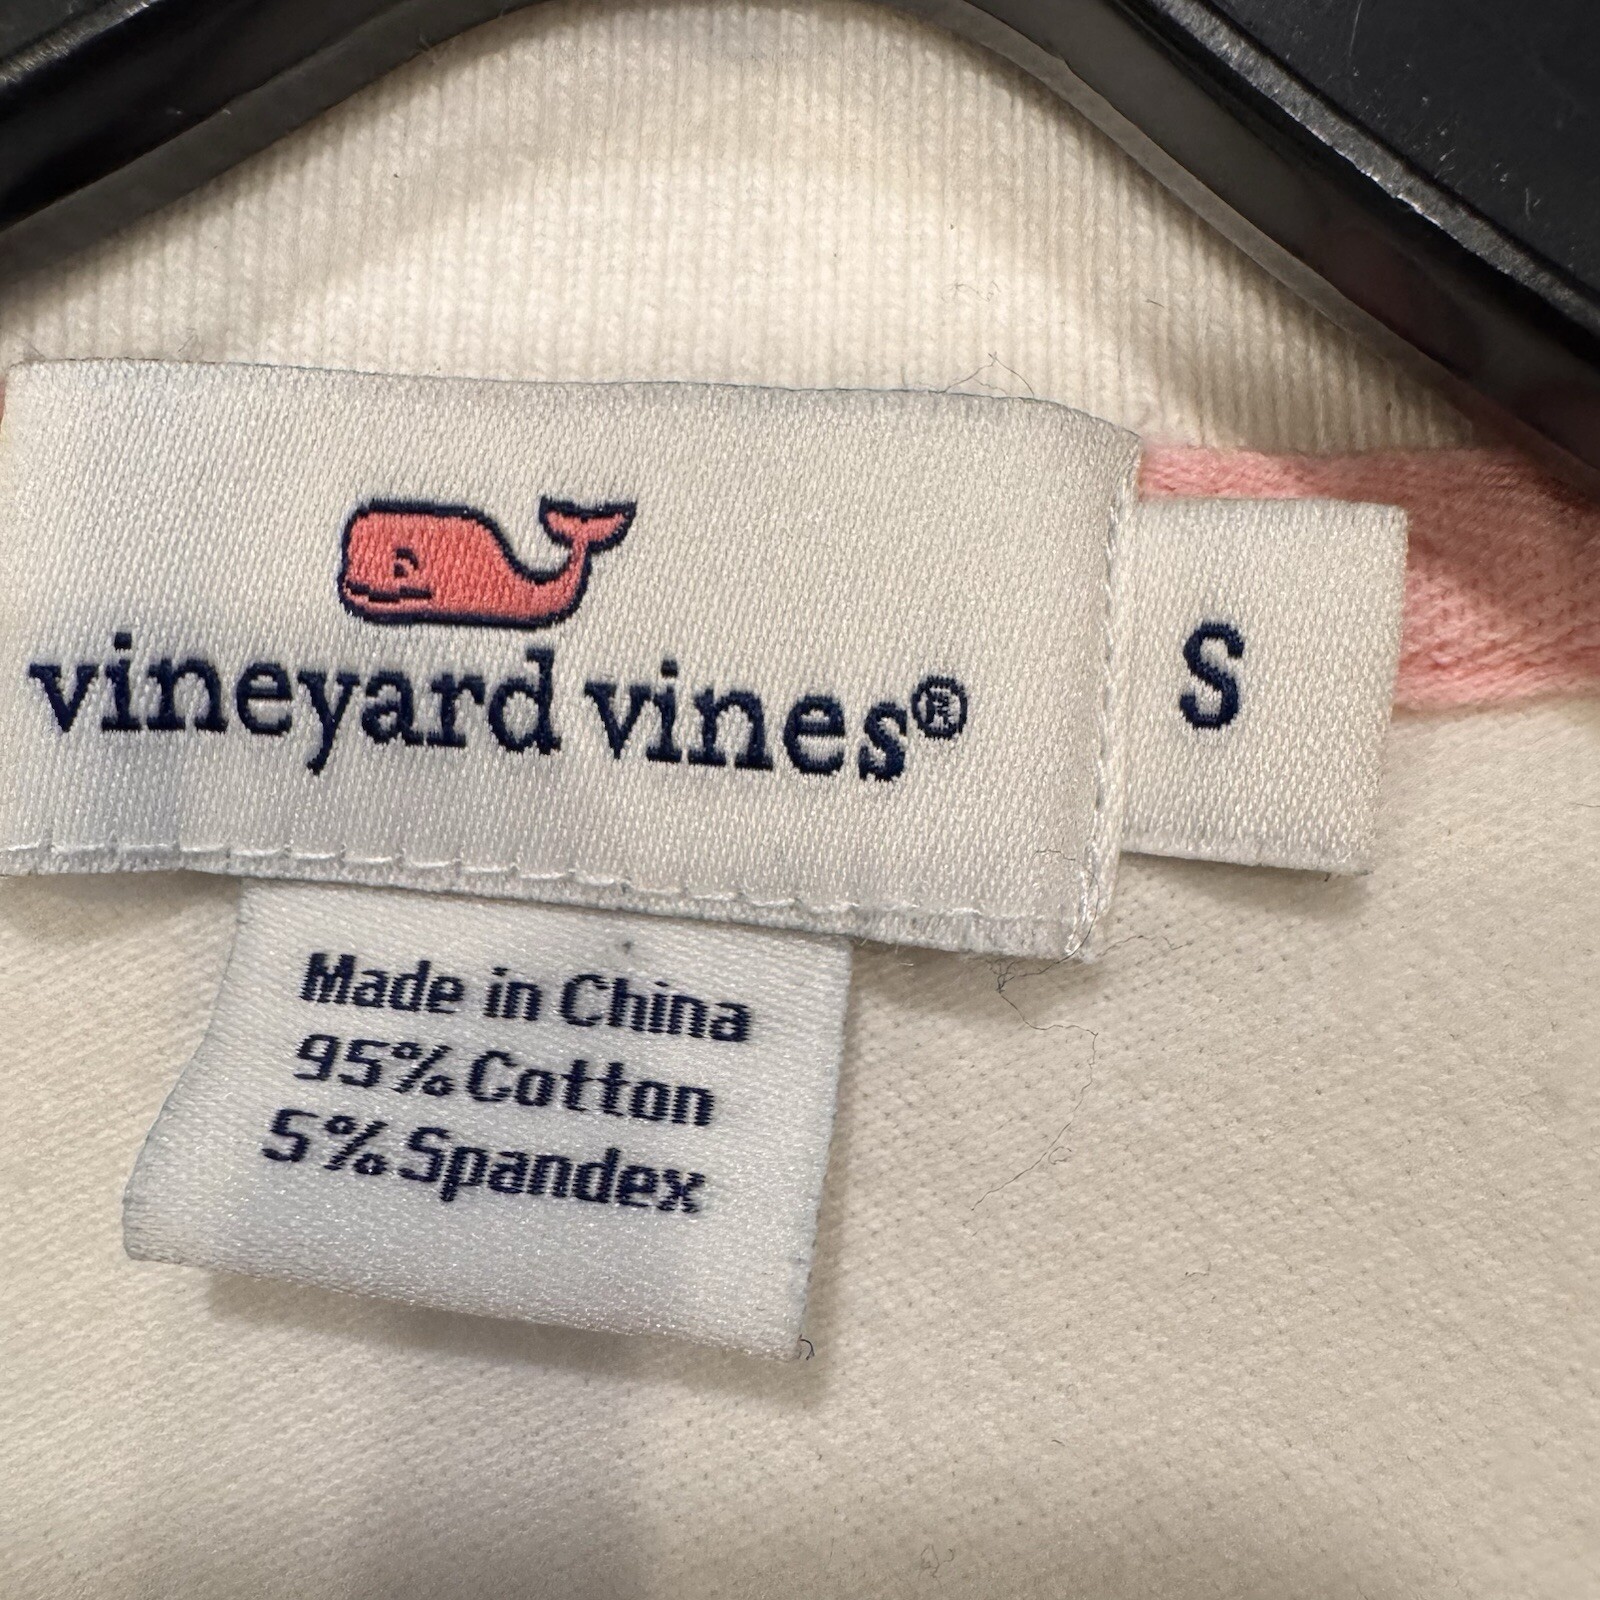 vineyard vines®
S
Made in China
95% Cotton
5% Spandex